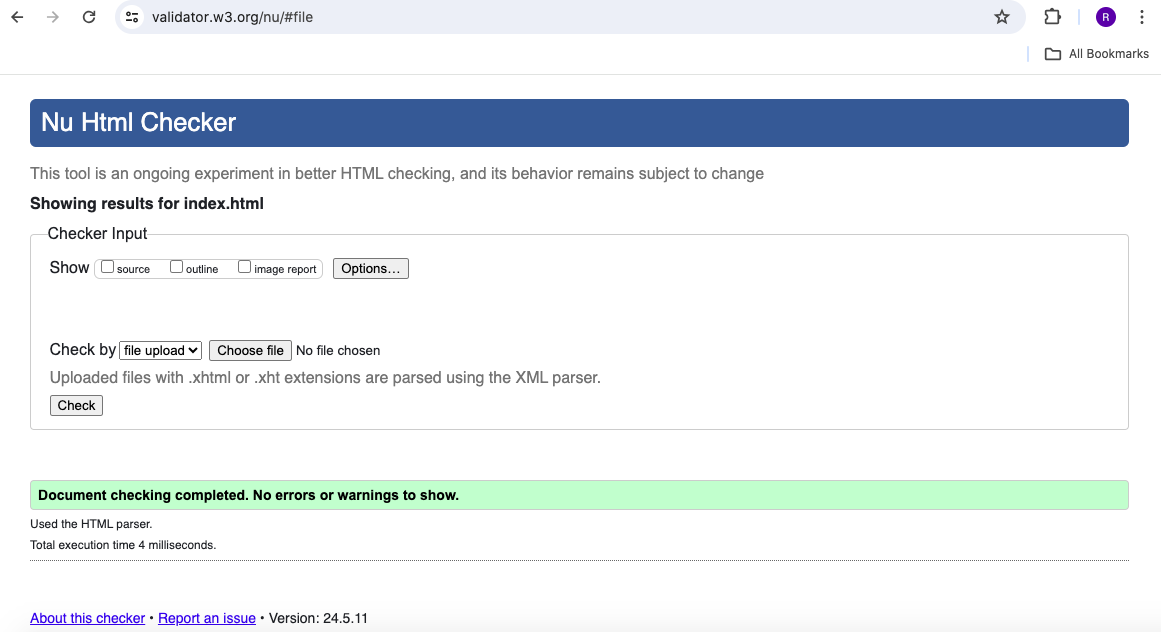 validator.w3.org/nu/#file
R
All Bookmarks
Nu Html Checker
This tool is an ongoing experiment in better HTML checking, and its behavior remains subject to change
Showing results for index.html
Checker Input
Show source outline image report Options...
Check by file upload Choose file No file chosen
Uploaded files with .xhtml or .xht extensions are parsed using the XML parser.
Check
Document checking completed. No errors or warnings to show.
Used the HTML parser.
Total execution time 4 milliseconds.
About this checker • Report an issue • Version: 24.5.11